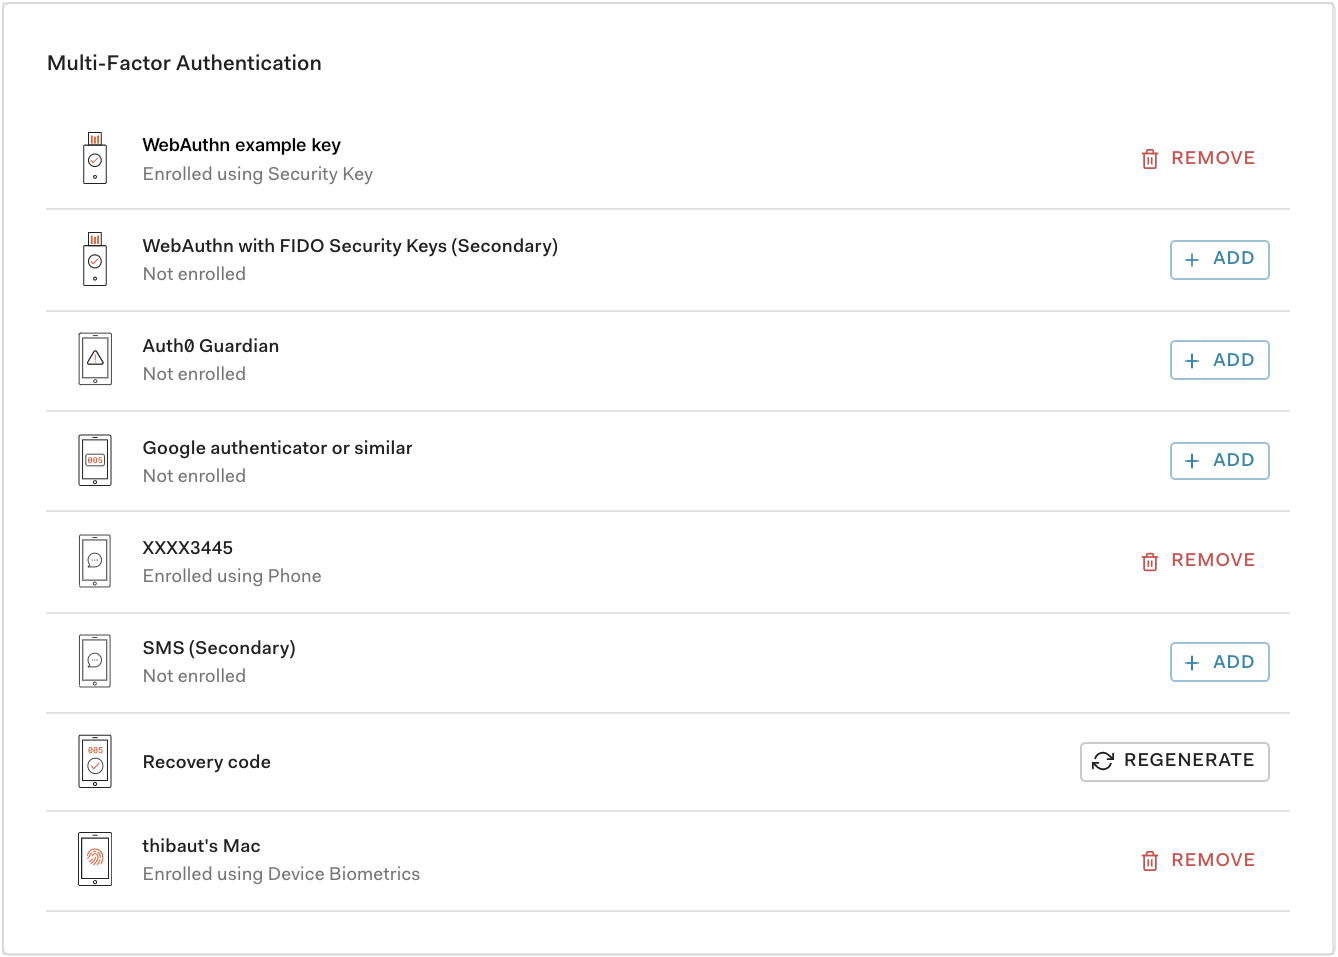 Multi-Factor Authentication
WebAuthn example key
Enrolled using Security Key
REMOVE
WebAuthn with FIDO Security Keys (Secondary)
Not enrolled
+ ADD
Auth0 Guardian
Not enrolled
+ ADD
005
Google authenticator or similar
Not enrolled
+ ADD
XXXX3445
Enrolled using Phone
REMOVE
SMS (Secondary)
Not enrolled
+ ADD
005
Recovery code
REGENERATE
thibaut's Mac
Enrolled using Device Biometrics
REMOVE